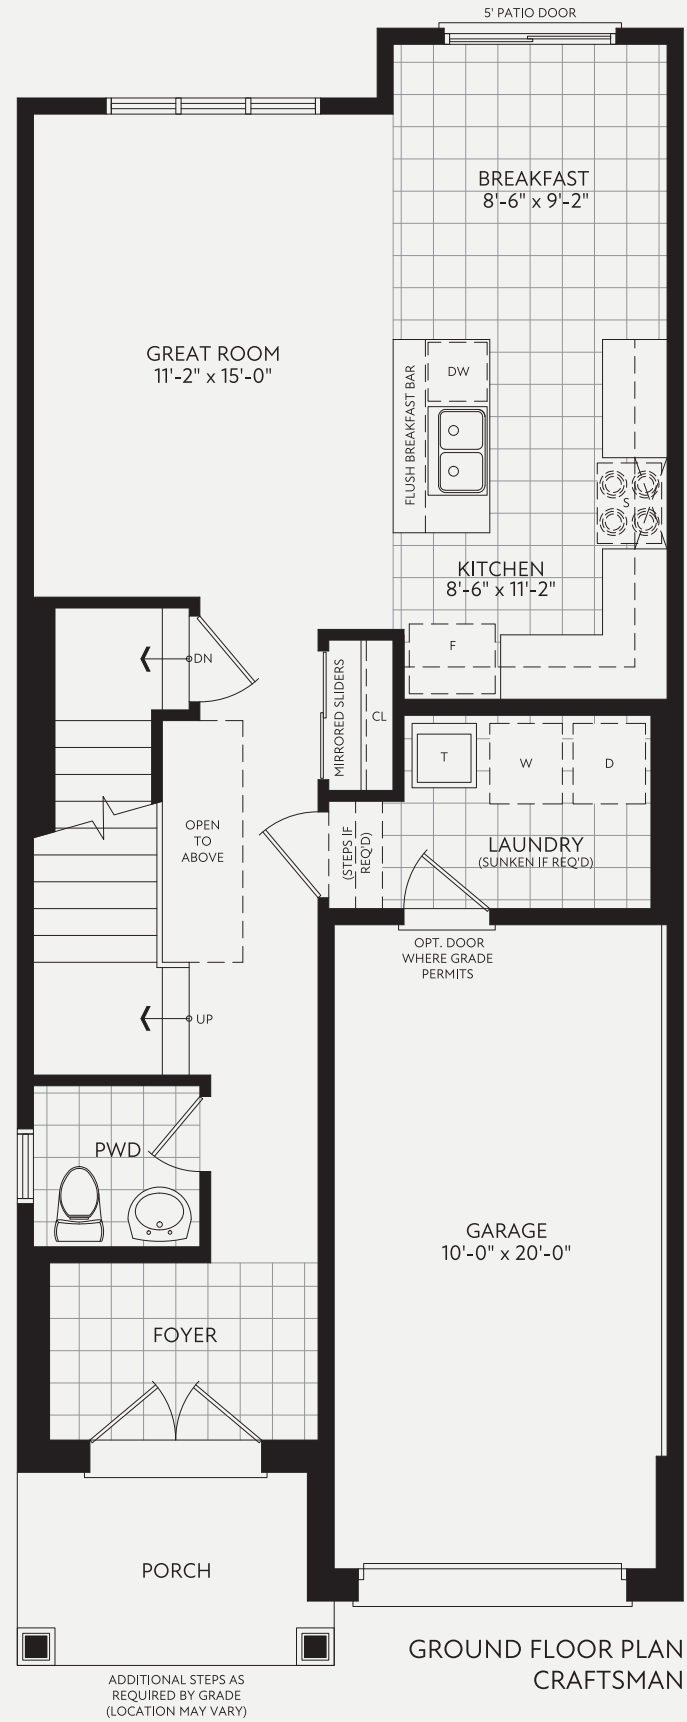 5' PATIO DOOR
BREAKFAST
8'-6" x 9'-2"
GREAT ROOM
11'-2" x 15'-0"
FLUSH BREAKFAST BAR
DW
S
KITCHEN
8'-6" x 11'-2"
F
DN
MIRRORED SLIDERS
CL
T
W
D
OPEN
TO
ABOVE
(STEPS IF
REQ'D)
LAUNDRY
(SUNKEN IF REQ'D)
OPT. DOOR
WHERE GRADE
PERMITS
UP
PWD
GARAGE
10'-0" x 20'-0"
FOYER
PORCH
GROUND FLOOR PLAN
CRAFTSMAN
ADDITIONAL STEPS AS
REQUIRED BY GRADE
(LOCATION MAY VARY)